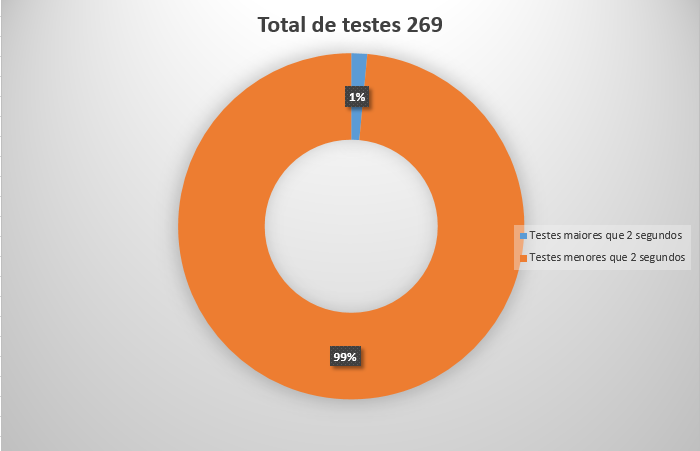 Total de testes 269
1%
Testes maiores que 2 segundos
Testes menores que 2 segundos
99%